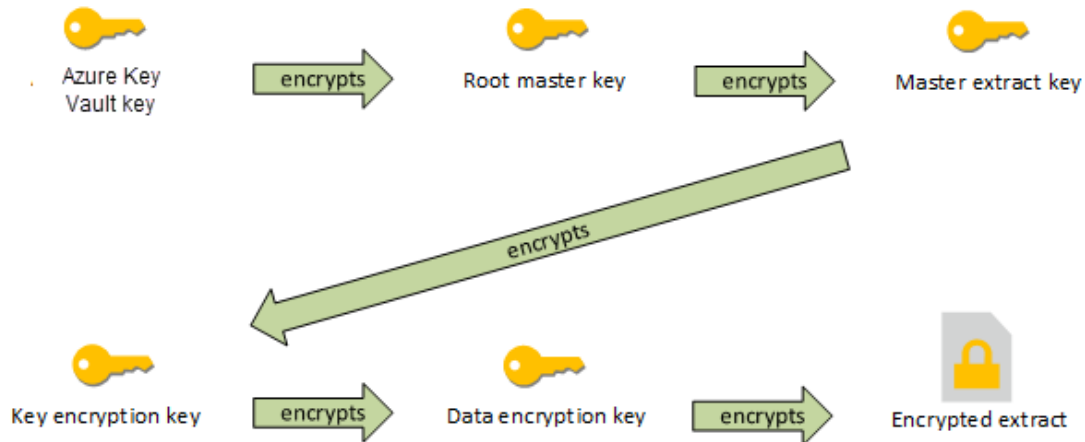 Azure Key
Vault key
encrypts
Root master key
encrypts
Master extract key
encrypts
Key encryption key
encrypts
Data encryption key
encrypts
Encrypted extract